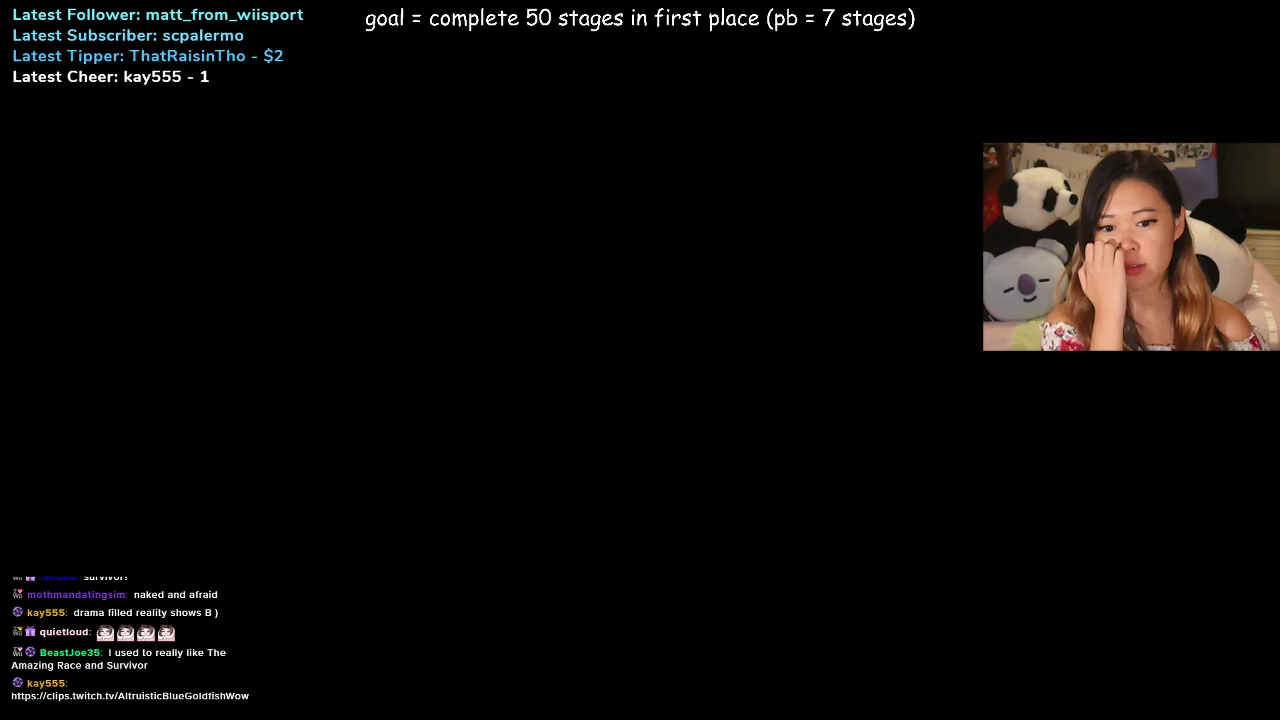 Latest Follower: matt_from_wiisport
goal = complete 50 stages in first place (pb = 7 stages)
Latest Subscriber: scpalermo
Latest Tipper: ThatRaisinTho - $2
Latest Cheer: kay555 - 1
survivor?
mothmandatingsim: naked and afraid
kay555: drama filled reality shows B )
quietloud:
BeastJoe35: I used to really like The
Amazing Race and Survivor
kay555:
https://clips.twitch.tv/AltruisticBlueGoldfishWow